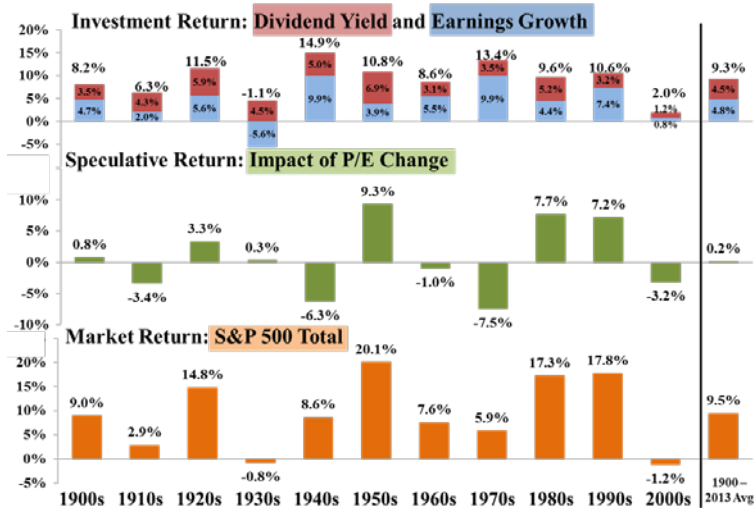 Investment Return: Dividend Yield and Earnings Growth
20%
15%
10%
5%
0%
-5%
8.2% 6.3% 11.5% -1.1% 14.9% 10.8% 8.6% 13.4% 9.6% 10.6% 2.0% 9.3%
3.5% 4.3% 5.9% 4.5% 5.0% 6.9% 3.1% 3.5% 5.2% 3.2% 1.2% 4.5%
4.7% 2.0% 5.6% -5.6% 9.9% 3.9% 5.5% 9.9% 4.4% 7.4% 0.8% 4.8%
Speculative Return: Impact of P/E Change
10%
5%
0%
-5%
-10%
0.8% -3.4% 3.3% 0.3% -6.3% 9.3% -1.0% -7.5% 7.7% 7.2% -3.2% 0.2%
Market Return: S&P 500 Total
20%
15%
10%
5%
0%
-5%
9.0% 2.9% 14.8% -0.8% 8.6% 20.1% 7.6% 5.9% 17.3% 17.8% -1.2% 9.5%
1900s 1910s 1920s 1930s 1940s 1950s 1960s 1970s 1980s 1990s 2000s
1900–
2013 Avg